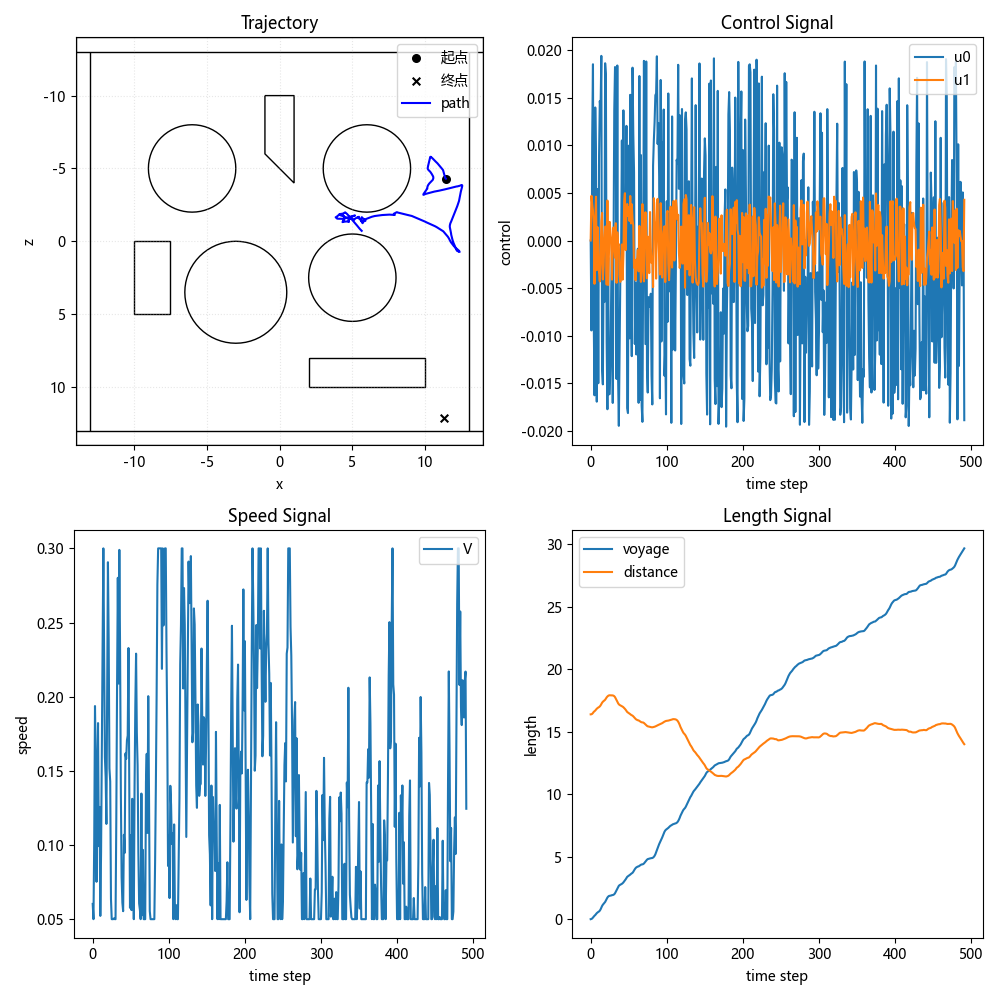 Trajectory
起点
终点
path
-10
-5
0
5
10
z
-10
-5
0
5
10
x
Control Signal
u0
u1
0.020
0.015
0.010
0.005
0.000
-0.005
-0.010
-0.015
-0.020
control
0
100
200
300
400
500
time step
Speed Signal
V
0.30
0.25
0.20
0.15
0.10
0.05
speed
0
100
200
300
400
500
time step
Length Signal
voyage
distance
30
25
20
15
10
5
0
length
0
100
200
300
400
500
time step